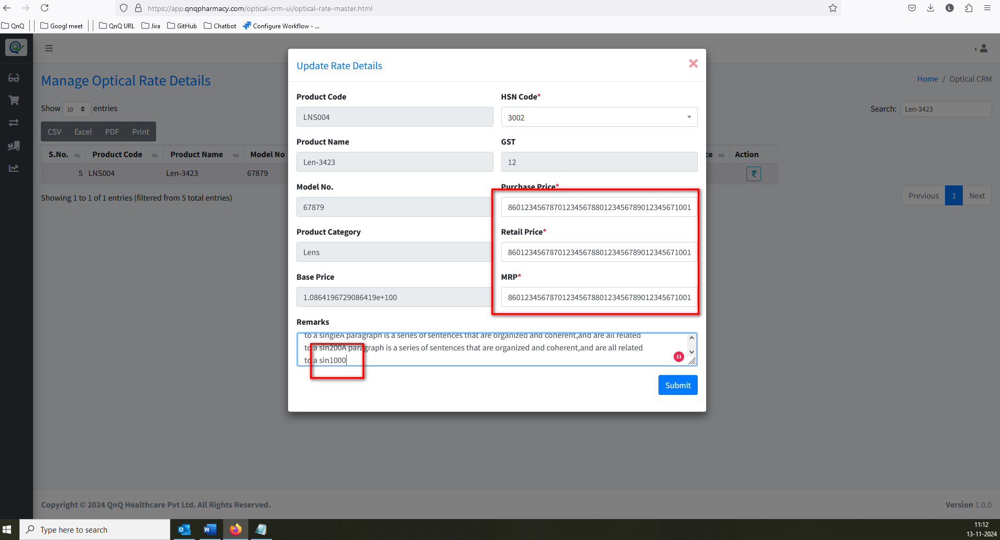 https://app.qnqpharmacy.com/optical-crm-ui/optical-rate-master.html
L
QnQ
Googl meet
QnQ URL
Jira
GitHub
Chatbot
Configure Workflow - ...
Update Rate Details
Manage Optical Rate Details
Home / Optical CRM
Show 10 entries
Search: Len-3423
CSV Excel PDF Print
S.No. Product Code Product Name Model No
ce Action
5 LNS004 Len-3423 67879
₹
Showing 1 to 1 of 1 entries (filtered from 5 total entries)
Previous 1 Next
Product Code
LNS004
HSN Code*
3002
Product Name
Len-3423
GST
12
Model No.
67879
Purchase Price*
8601234567870123456788012345678901234567​1001
Product Category
Lens
Retail Price*
8601234567870123456788012345678901234567​1001
Base Price
1.0864196729086419e+100
MRP*
8601234567870123456788012345678901234567​1001
Remarks
to a singleA paragraph is a series of sentences that are organized and coherent,and are all related
to a sin200A paragraph is a series of sentences that are organized and coherent,and are all related
to a sin1000
21
Submit
Copyright © 2024 QnQ Healthcare Pvt Ltd. All Rights Reserved.
Version 1.0.0
Type here to search
11:12
13-11-2024